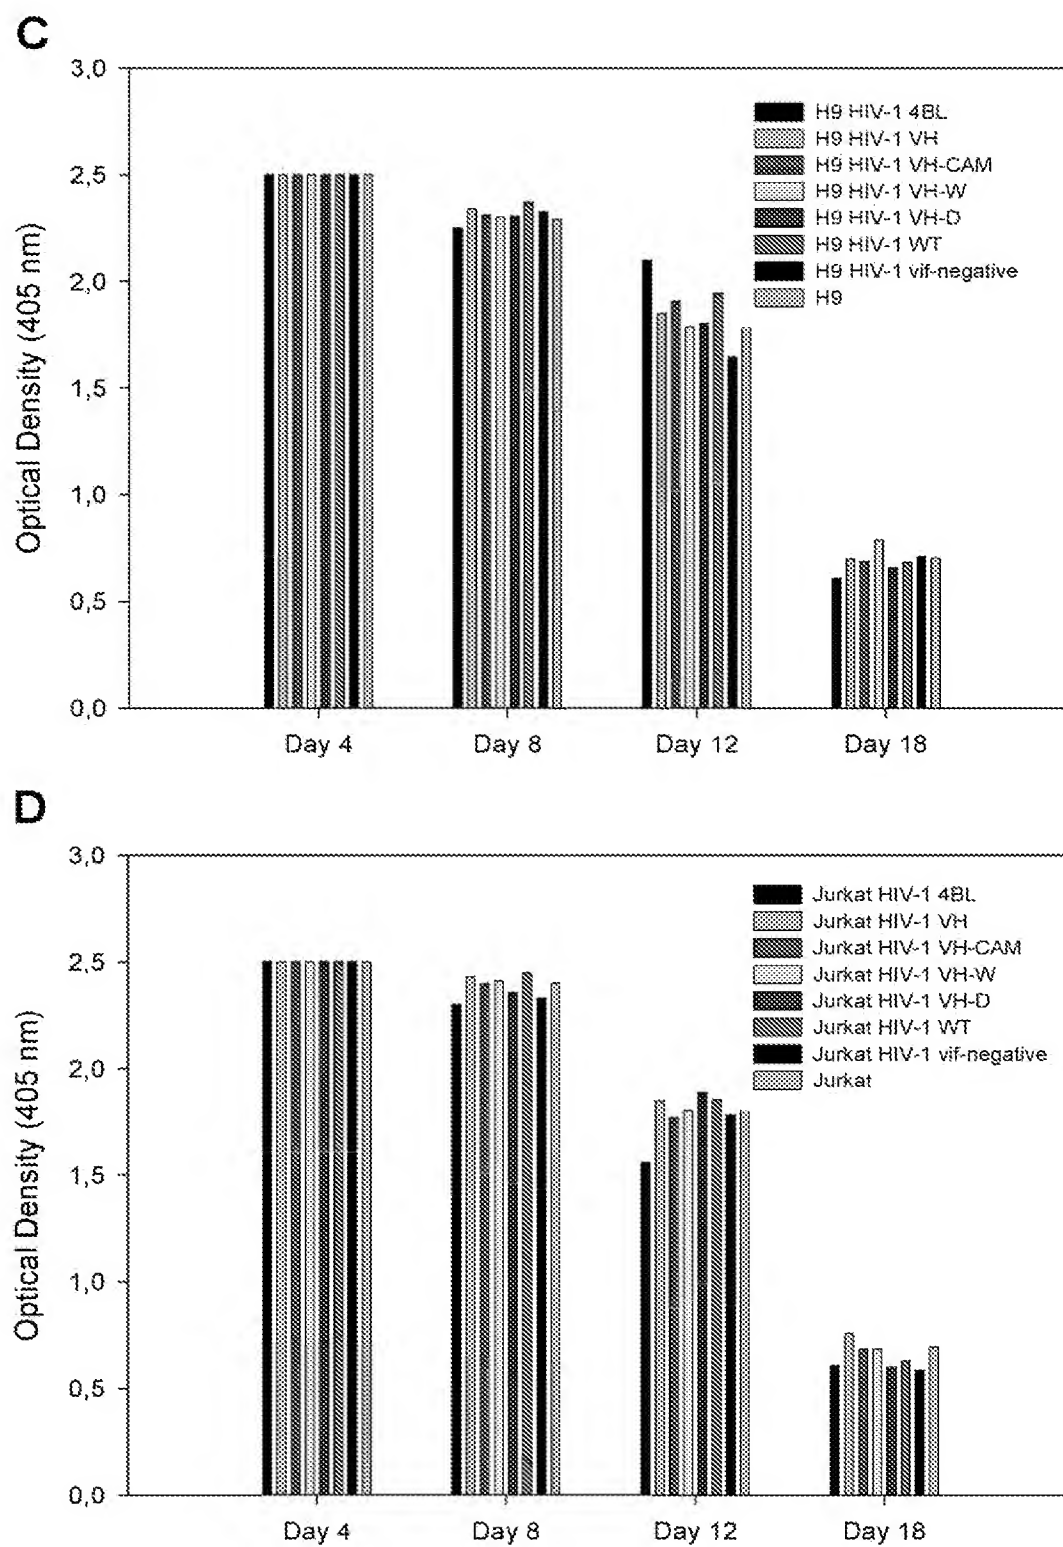 C
3,0
2,5
2,0
1,5
1,0
0,5
0,0
Optical Density (405 nm)
H9 HIV-1 4BL
H9 HIV-1 VH
H9 HIV-1 VH-CAM
H9 HIV-1 VH-W
H9 HIV-1 VH-D
H9 HIV-1 WT
H9 HIV-1 vif-negative
H9
Day 4 Day 8 Day 12 Day 18
D
3,0
2,5
2,0
1,5
1,0
0,5
0,0
Optical Density (405 nm)
Jurkat HIV-1 4BL
Jurkat HIV-1 VH
Jurkat HIV-1 VH-CAM
Jurkat HIV-1 VH-W
Jurkat HIV-1 VH-D
Jurkat HIV-1 WT
Jurkat HIV-1 vif-negative
Jurkat
Day 4 Day 8 Day 12 Day 18